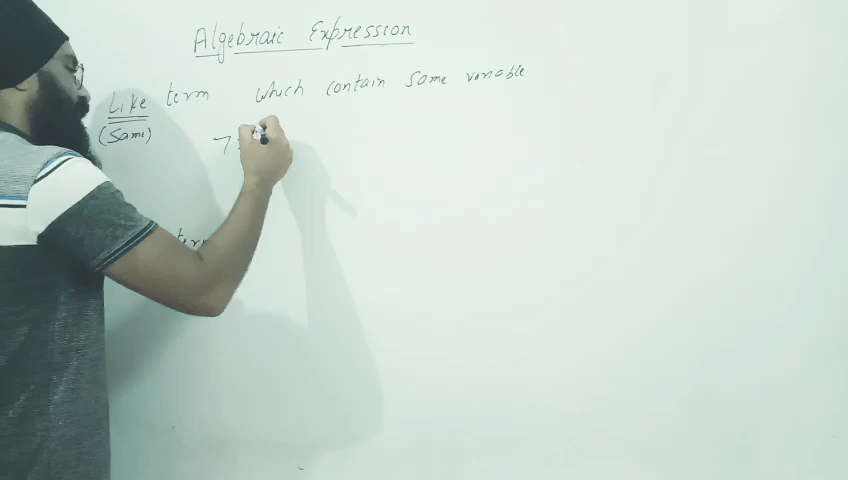 Algebraic Expression
Like term which contain same variable
(Same) 7
term